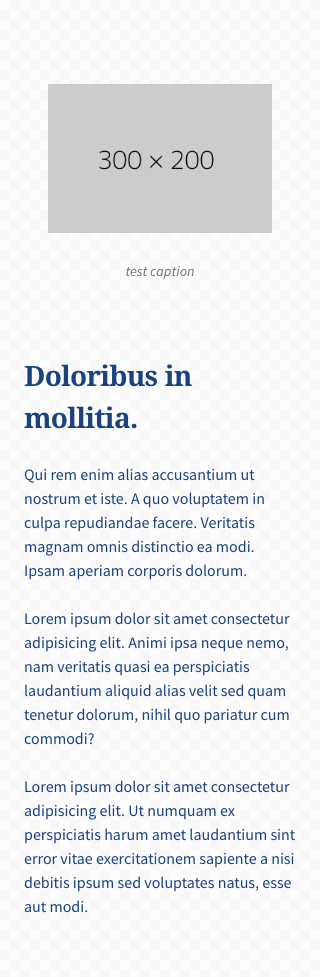 300 × 200
test caption
Doloribus in
mollitia.
Qui rem enim alias accusantium ut
nostrum et iste. A quo voluptatem in
culpa repudiandae facere. Veritatis
magnam omnis distinctio ea modi.
Ipsam aperiam corporis dolorum.
Lorem ipsum dolor sit amet consectetur
adipisicing elit. Animi ipsa neque nemo,
nam veritatis quasi ea perspiciatis
laudantium aliquid alias velit sed quam
tenetur dolorum, nihil quo pariatur cum
commodi?
Lorem ipsum dolor sit amet consectetur
adipisicing elit. Ut numquam ex
perspiciatis harum amet laudantium sint
error vitae exercitationem sapiente a nisi
debitis ipsum sed voluptates natus, esse
aut modi.